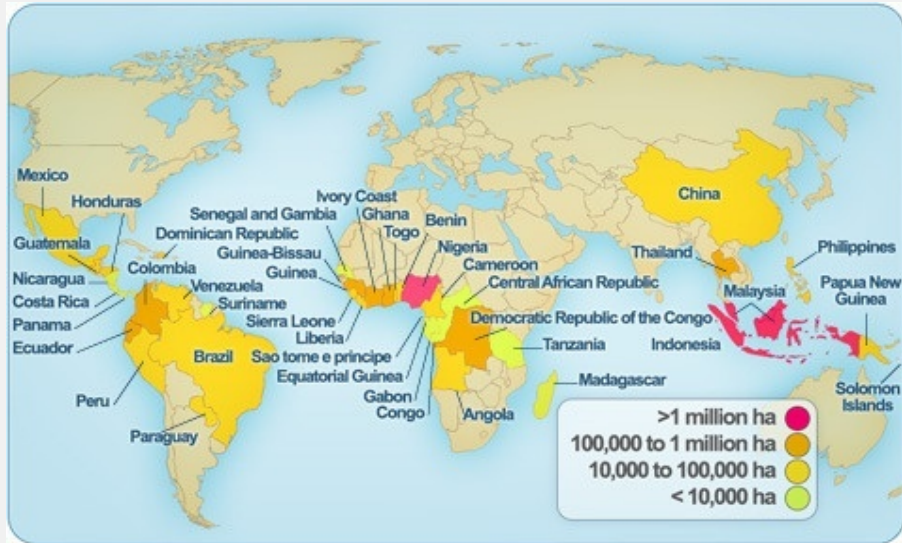 Mexico
Honduras
Guatemala
Nicaragua
Costa Rica
Panama
Ecuador
Peru
Paraguay
Dominican Republic
Colombia
Venezuela
Suriname
Brazil
Senegal and Gambia
Guinea-Bissau
Guinea
Sierra Leone
Liberia
Ivory Coast
Ghana
Togo
Benin
Nigeria
Cameroon
Central African Republic
Democratic Republic of the Congo
Sao tome e principe
Equatorial Guinea
Gabon
Congo
Angola
Tanzania
Madagascar
China
Thailand
Philippines
Malaysia
Papua New
Guinea
Indonesia
Solomon
Islands
>1 million ha
100,000 to 1 million ha
10,000 to 100,000 ha
< 10,000 ha